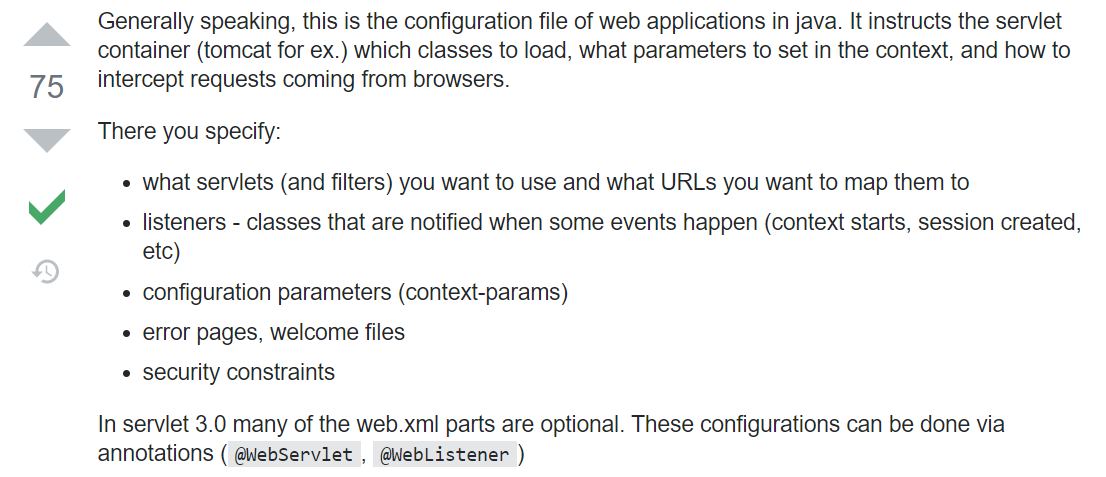 Generally speaking, this is the configuration file of web applications in java. It instructs the servlet
container (tomcat for ex.) which classes to load, what parameters to set in the context, and how to
intercept requests coming from browsers.
75
There you specify:
• what servlets (and filters) you want to use and what URLs you want to map them to
• listeners - classes that are notified when some events happen (context starts, session created,
etc)
• configuration parameters (context-params)
• error pages, welcome files
• security constraints
In servlet 3.0 many of the web.xml parts are optional. These configurations can be done via
annotations ( @WebServlet , @WebListener )